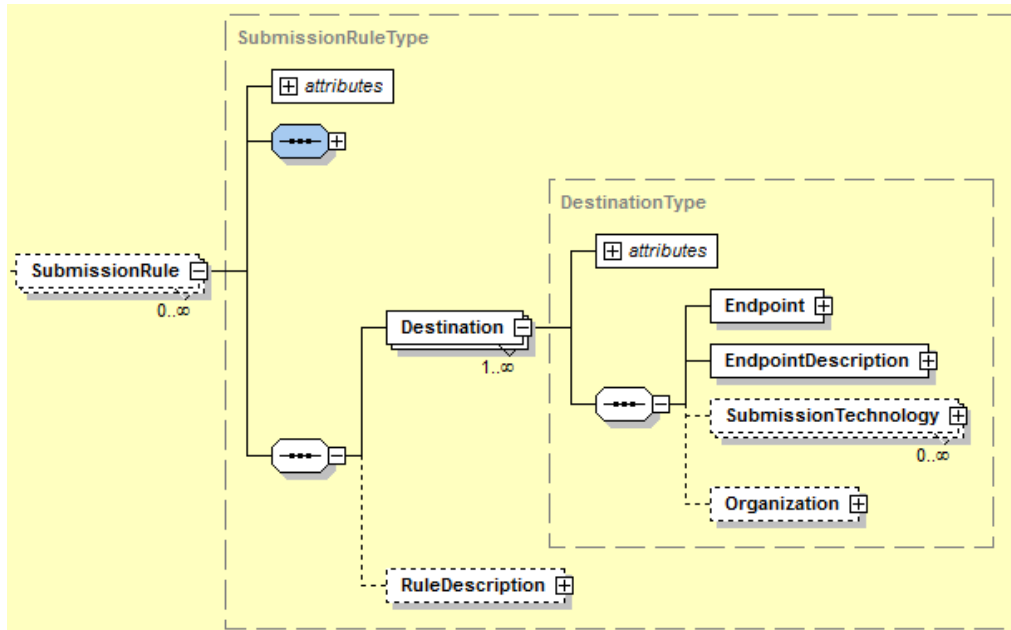 SubmissionRuleType
attributes
DestinationType
attributes
SubmissionRule
0..∞
Endpoint
Destination
1..∞
EndpointDescription
SubmissionTechnology
0..∞
Organization
RuleDescription